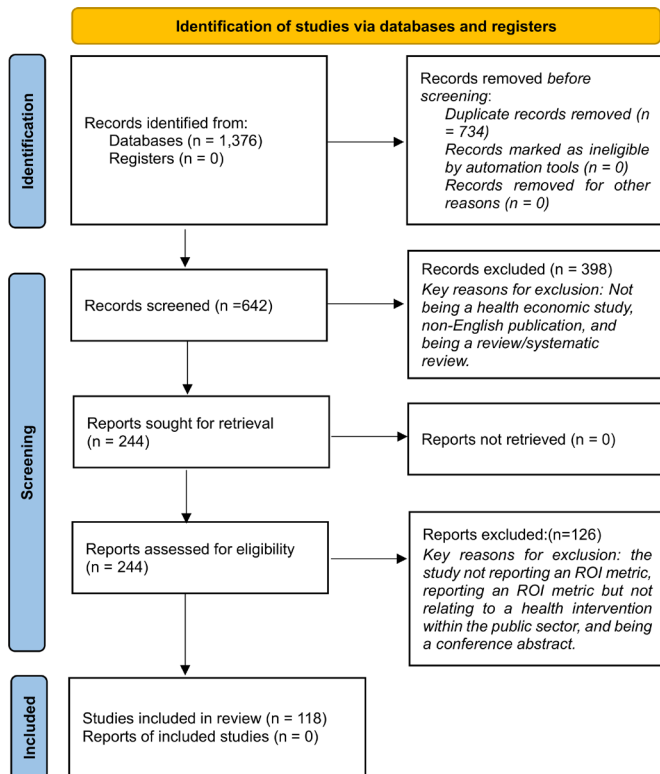 Identification of studies via databases and registers
Identification
Records identified from:
Databases (n = 1,376)
Registers (n = 0)
Records removed before
screening:
Duplicate records removed (n
= 734)
Records marked as ineligible
by automation tools (n = 0)
Records removed for other
reasons (n = 0)
Screening
Records screened (n =642)
Records excluded (n = 398)
Key reasons for exclusion: Not
being a health economic study,
non-English publication, and
being a review/systematic
review.
Reports sought for retrieval
(n = 244)
Reports not retrieved (n = 0)
Reports assessed for eligibility
(n = 244)
Reports excluded:(n=126)
Key reasons for exclusion: the
study not reporting an ROI metric,
reporting an ROI metric but not
relating to a health intervention
within the public sector, and being
a conference abstract.
Included
Studies included in review (n = 118)
Reports of included studies (n = 0)